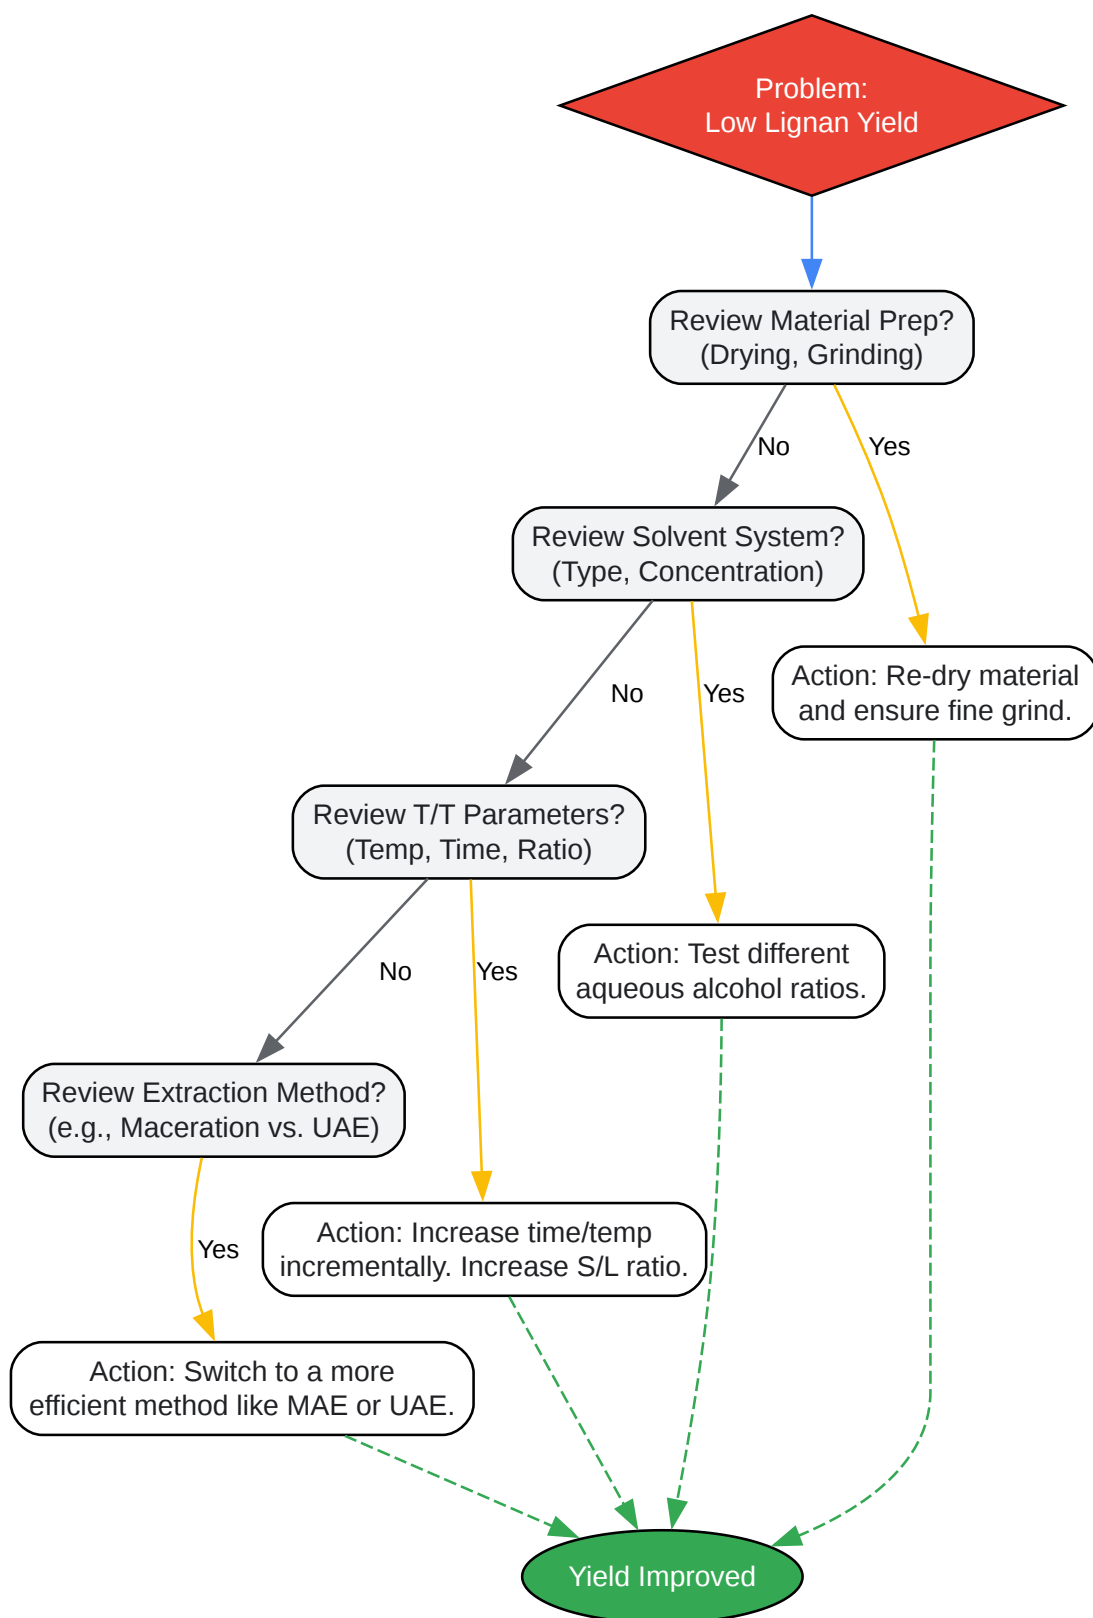 Problem:
Low Lignan Yield
Review Material Prep?
(Drying, Grinding)
No
Yes
Review Solvent System?
(Type, Concentration)
No
Yes
Action: Re-dry material
and ensure fine grind.
Review T/T Parameters?
(Temp, Time, Ratio)
No
Yes
Action: Test different
aqueous alcohol ratios.
Review Extraction Method?
(e.g., Maceration vs. UAE)
Yes
Action: Increase time/temp
incrementally. Increase S/L ratio.
Action: Switch to a more
efficient method like MAE or UAE.
Yield Improved